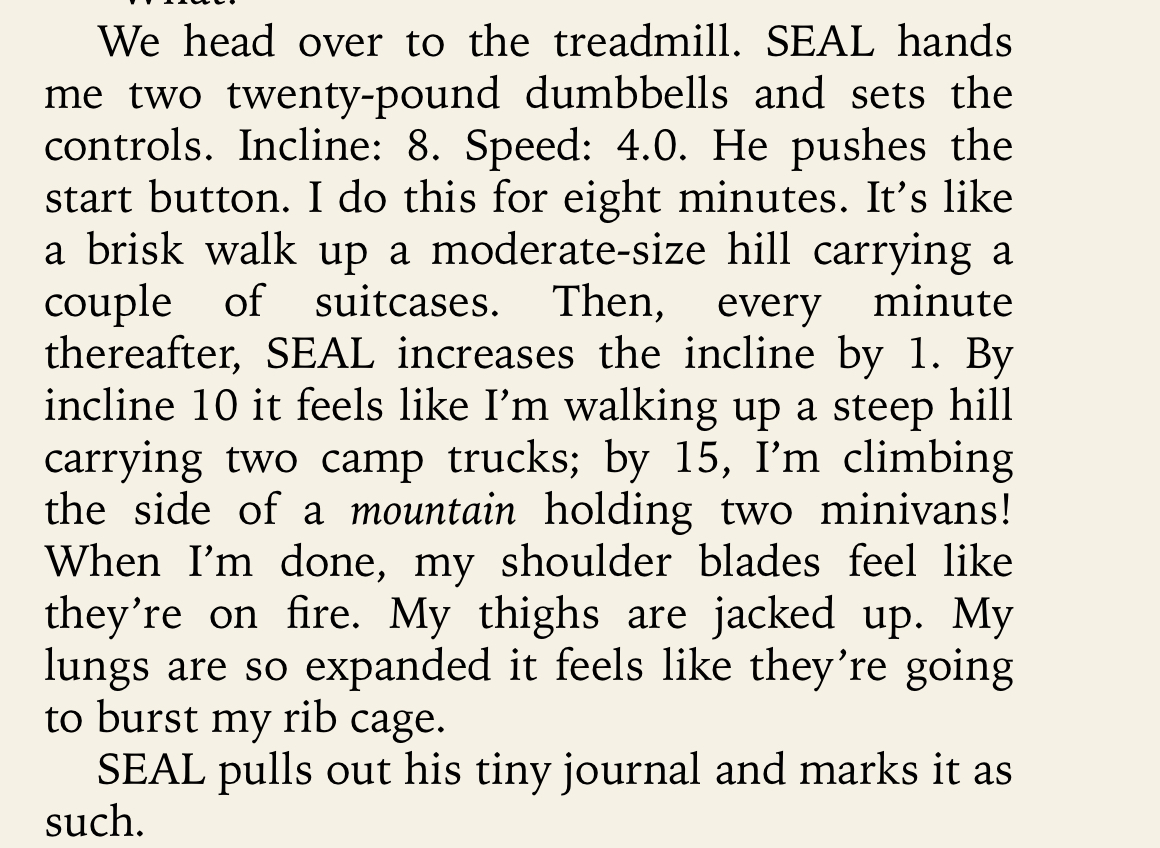 We head over to the treadmill. SEAL hands
me two twenty-pound dumbbells and sets the
controls. Incline: 8. Speed: 4.0. He pushes the
start button. I do this for eight minutes. It’s like
a brisk walk up a moderate-size hill carrying a
couple of suitcases. Then, every minute
thereafter, SEAL increases the incline by 1. By
incline 10 it feels like I’m walking up a steep hill
carrying two camp trucks; by 15, I’m climbing
the side of a mountain holding two minivans!
When I’m done, my shoulder blades feel like
they’re on fire. My thighs are jacked up. My
lungs are so expanded it feels like they’re going
to burst my rib cage.
SEAL pulls out his tiny journal and marks it as
such.